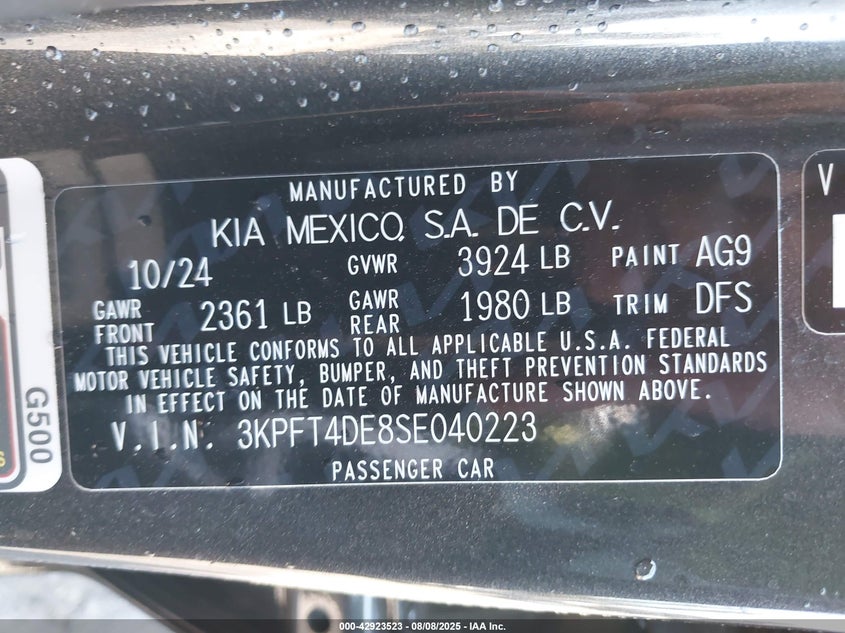 MANUFACTURED BY
KIA MEXICO, S.A. DE C.V.
10/24 GVWR 3924 LB PAINT AG9
GAWR FRONT 2361 LB GAWR REAR 1980 LB TRIM DFS
THIS VEHICLE CONFORMS TO ALL APPLICABLE U.S.A. FEDERAL
MOTOR VEHICLE SAFETY, BUMPER, AND THEFT PREVENTION STANDARDS
IN EFFECT ON THE DATE OF MANUFACTURE SHOWN ABOVE.
V.I.N. 3KPFT4DE8SE040223
PASSENGER CAR
G500
V
000-42923523 - 08/08/2025 - IAA Inc.